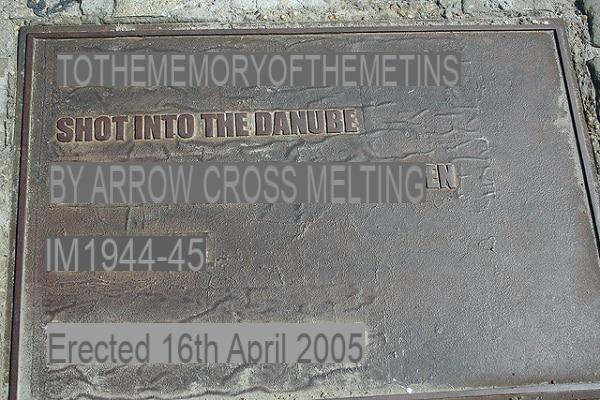 TOTHEMEMORYOFTHEMETINS
SHOT INTO THE DANUBE
BY ARROW CROSS MELTINGEN
IM1944-45
Erected 16th April 2005